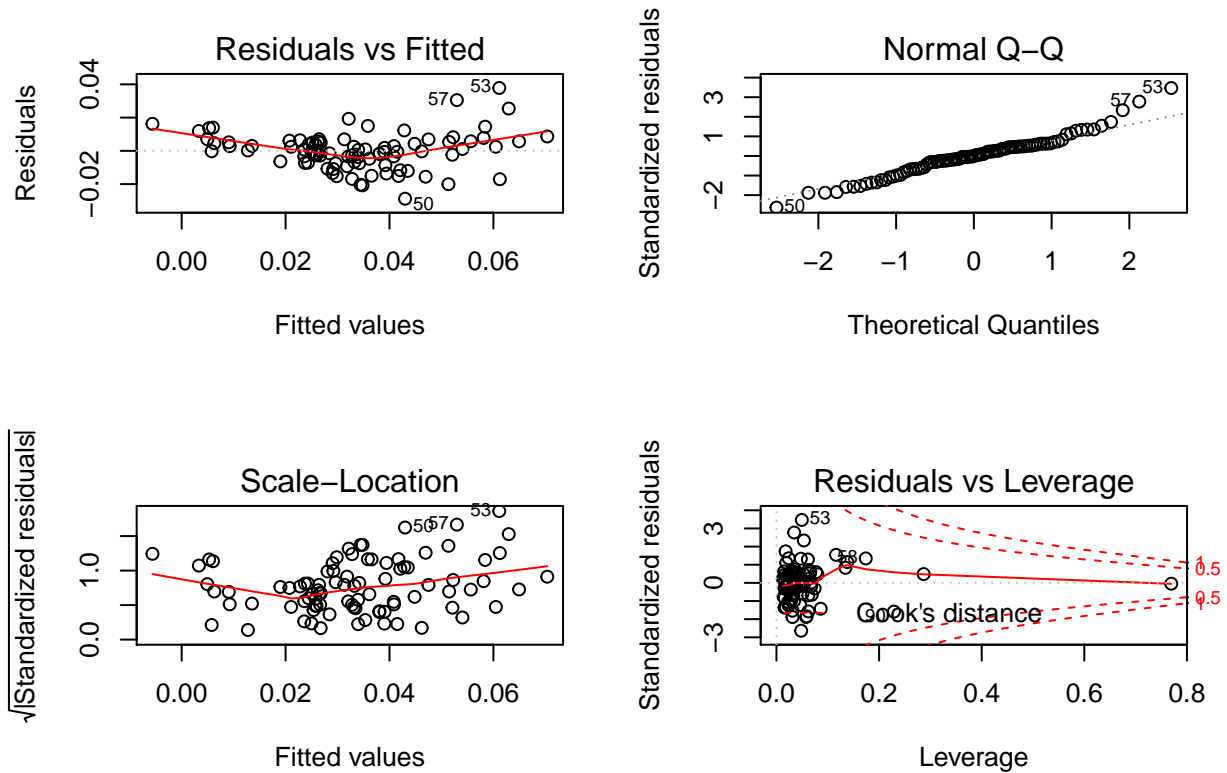 Residuals vs Fitted
Residuals
0.04
−0.02
53
57
50
0.00 0.02 0.04 0.06
Fitted values
Normal Q−Q
Standardized residuals
3
1
−2
53
57
50
−2 −1 0 1 2
Theoretical Quantiles
Scale−Location
√|Standardized residuals|
1.0
0.0
53
50
57
0.00 0.02 0.04 0.06
Fitted values
Residuals vs Leverage
Standardized residuals
3
0
−3
53
Cook's distance
1
0.5
0.5
1
0.0 0.2 0.4 0.6 0.8
Leverage